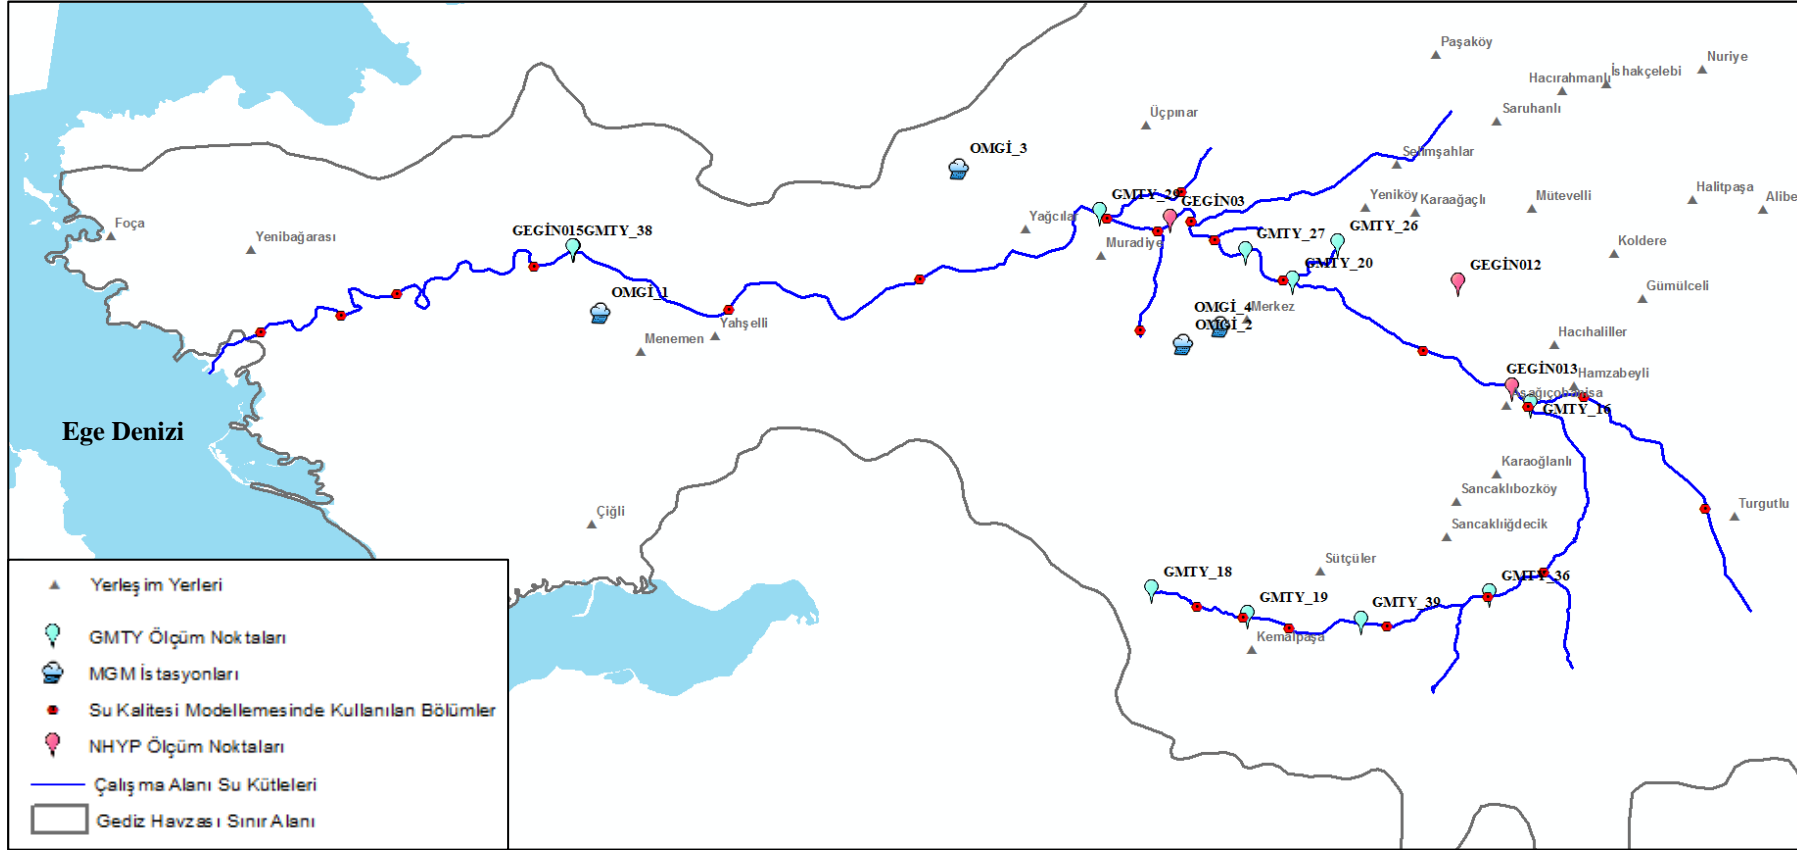 Paşaköy
Nuriye
İshakçelebi
Hacırahmanlı
Saruhanlı
Üçpınar
OMGİ_3
Selimşahlar
GMTY_29
GEGİN03
Yeniköy
Karaağaçlı
Mütevelli
Halitpaşa
Alibe
Foça
Yenibağarası
GEGİN015GMTY_38
Yağcılar
Muradiye
GMTY_27
GMTY_26
Koldere
GMTY_20
GEGİN012
OMGİ_1
Gümülceli
OMGİ_4
Merkez
OMGİ_2
Menemen
Yahşelli
Hacıhaliller
GEGİN013
Hamzabeyli
Aşağıçobanisa
GMTY_16
Ege Denizi
Karaoğlanlı
Sancaklıbozköy
Turgutlu
Çiğli
Sancaklıiğdecik
Sütçüler
GMTY_18
GMTY_36
GMTY_19
GMTY_39
Kemalpaşa
Yerleşim Yerleri
GMTY Ölçüm Noktaları
MGM İstasyonları
Su Kalitesi Modellemesinde Kullanılan Bölümler
NHYP Ölçüm Noktaları
Çalışma Alanı Su Kütleleri
Gediz Havzası Sınır Alanı